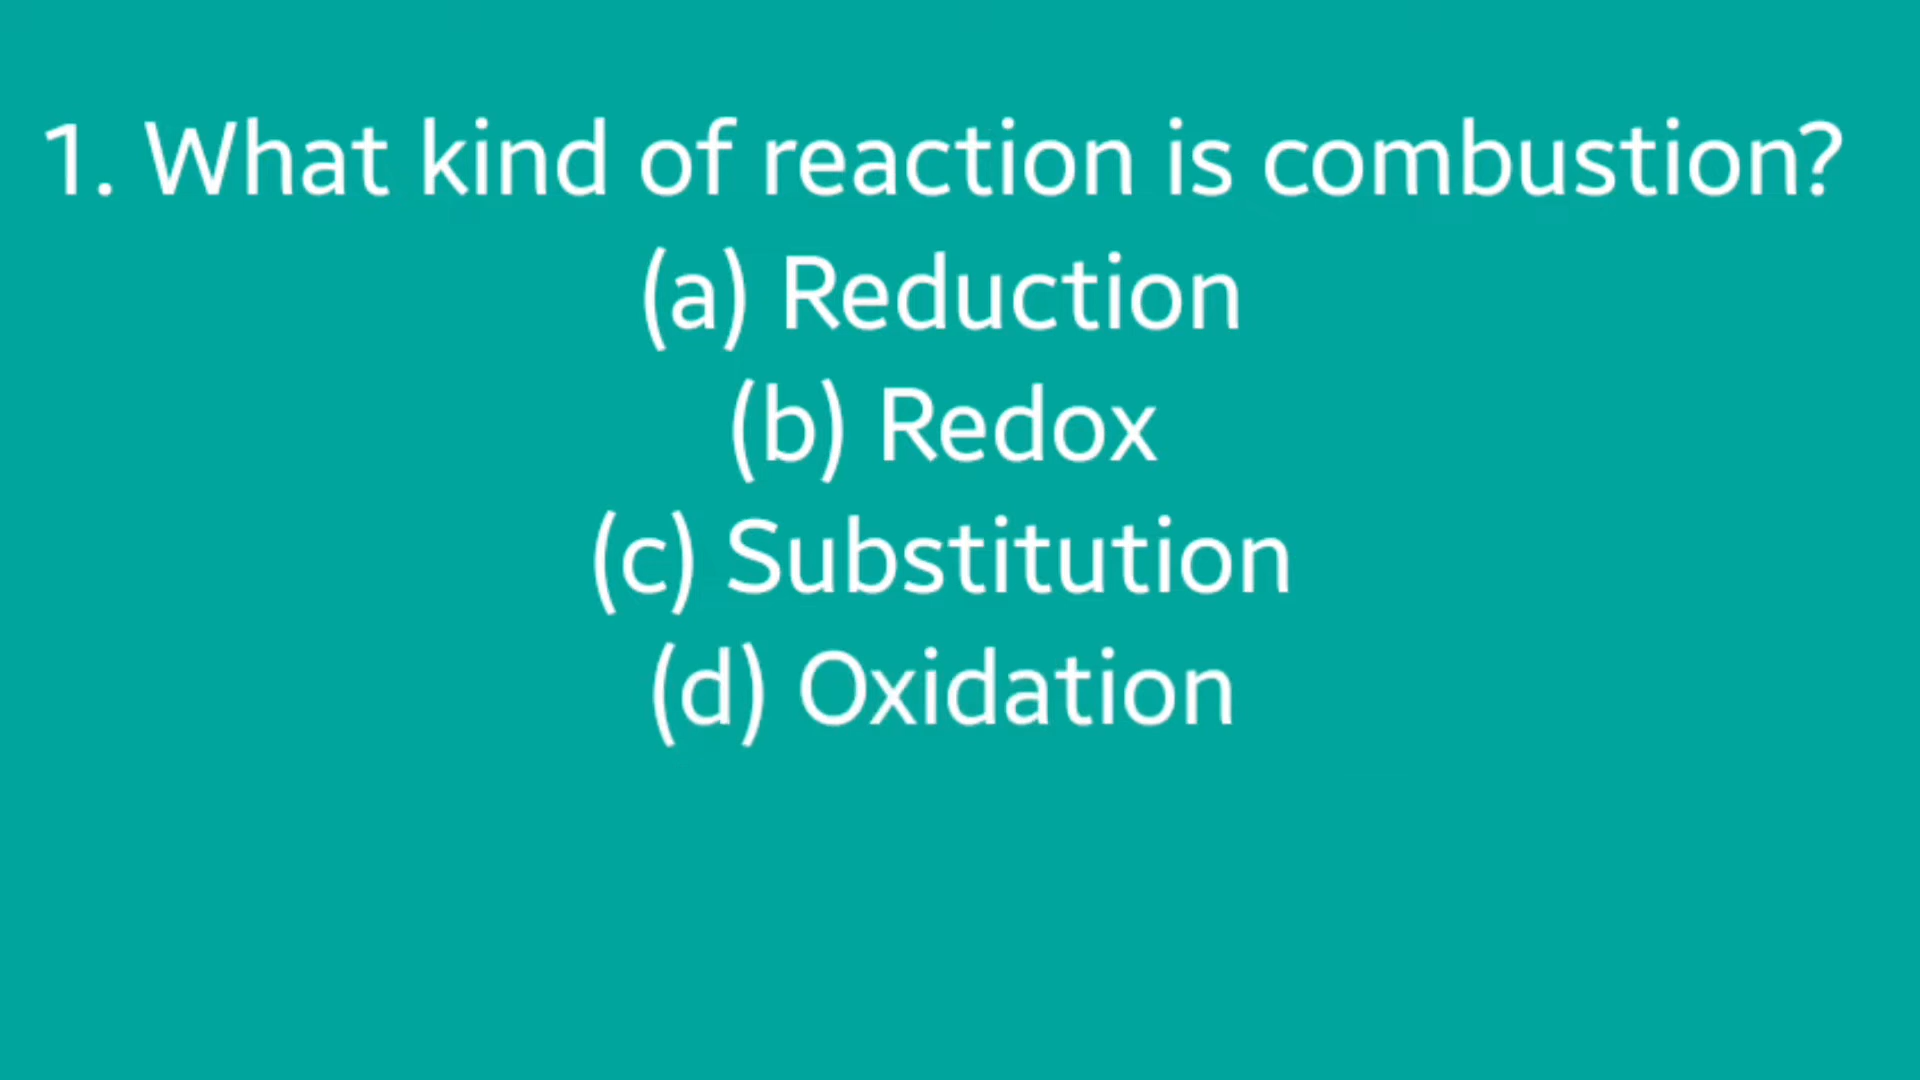 1. What kind of reaction is combustion?
(a) Reduction
(b) Redox
(c) Substitution
(d) Oxidation